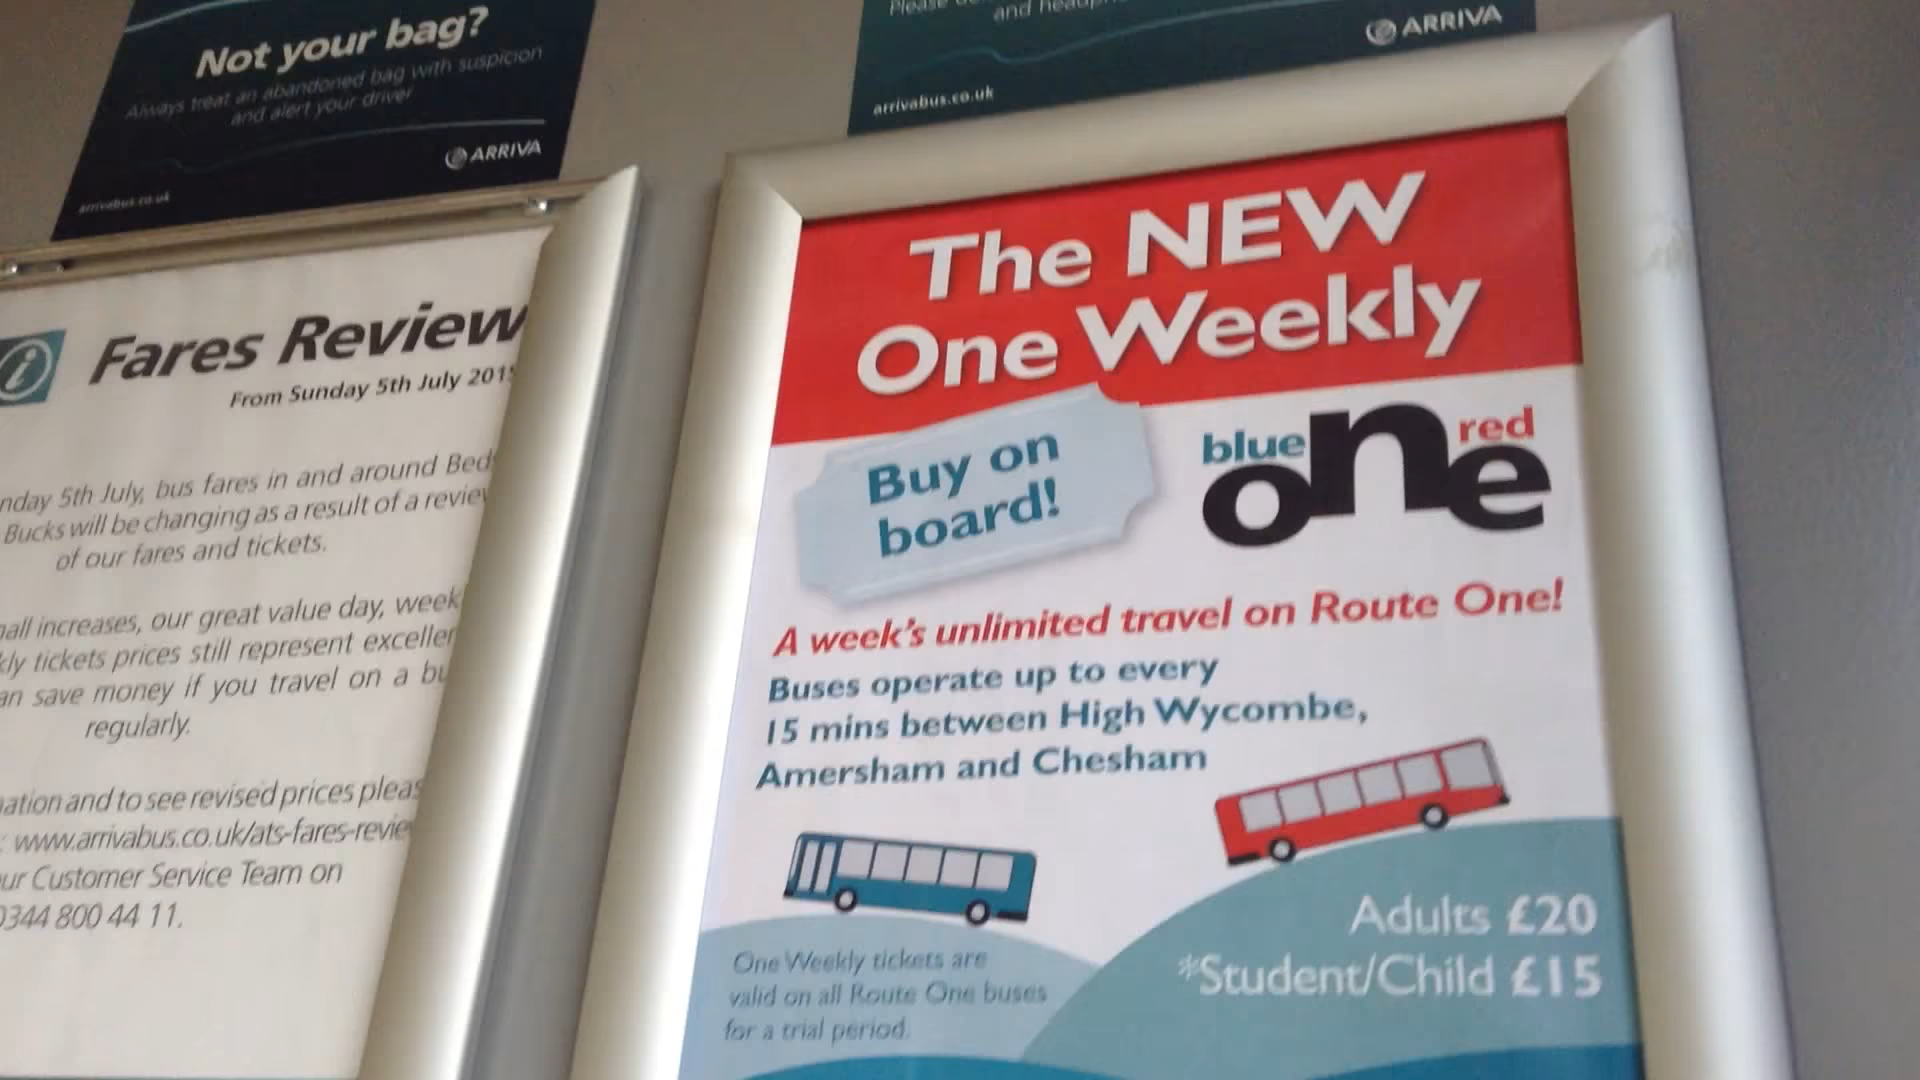 Not your bag?
Always treat an abandoned bag with suspicion
and alert your driver
ARRIVA
arrivabus.co.uk
Please
and
ARRIVA
arrivabus.co.uk
Fares Review
From Sunday 5th July 201
nday 5th July, bus fares in and around Beds
Bucks will be changing as a result of a review
of our fares and tickets.
all increases, our great value day, week
kly tickets prices still represent excellen
an save money if you travel on a bu
regularly.
ation and to see revised prices pleas
: www.arrivabus.co.uk/ats-fares-revie
ur Customer Service Team on
0344 800 44 11.
The NEW
One Weekly
Buy on
board!
blue one red
A week's unlimited travel on Route One!
Buses operate up to every
15 mins between High Wycombe,
Amersham and Chesham
Adults £20
*Student/Child £15
One Weekly tickets are
valid on all Route One buses
for a trial period.